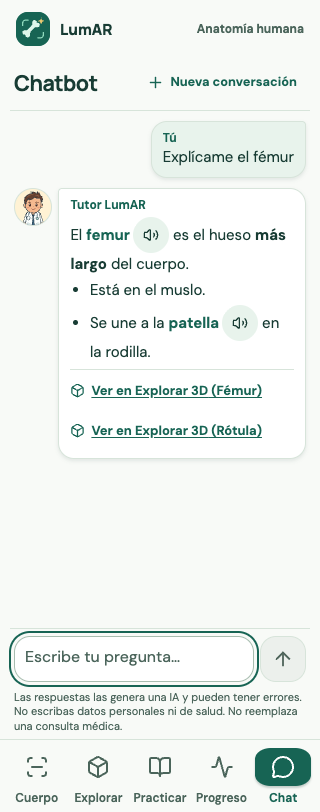 LumAR
Anatomía humana
Chatbot
Nueva conversación
Tú
Explícame el fémur
Tutor LumAR
El femur es el hueso más
largo del cuerpo.
• Está en el muslo.
• Se une a la patella en
la rodilla.
Ver en Explorar 3D (Fémur)
Ver en Explorar 3D (Rótula)
Escribe tu pregunta...
Las respuestas las genera una IA y pueden tener errores.
No escribas datos personales ni de salud. No reemplaza
una consulta médica.
Cuerpo
Explorar
Practicar
Progreso
Chat